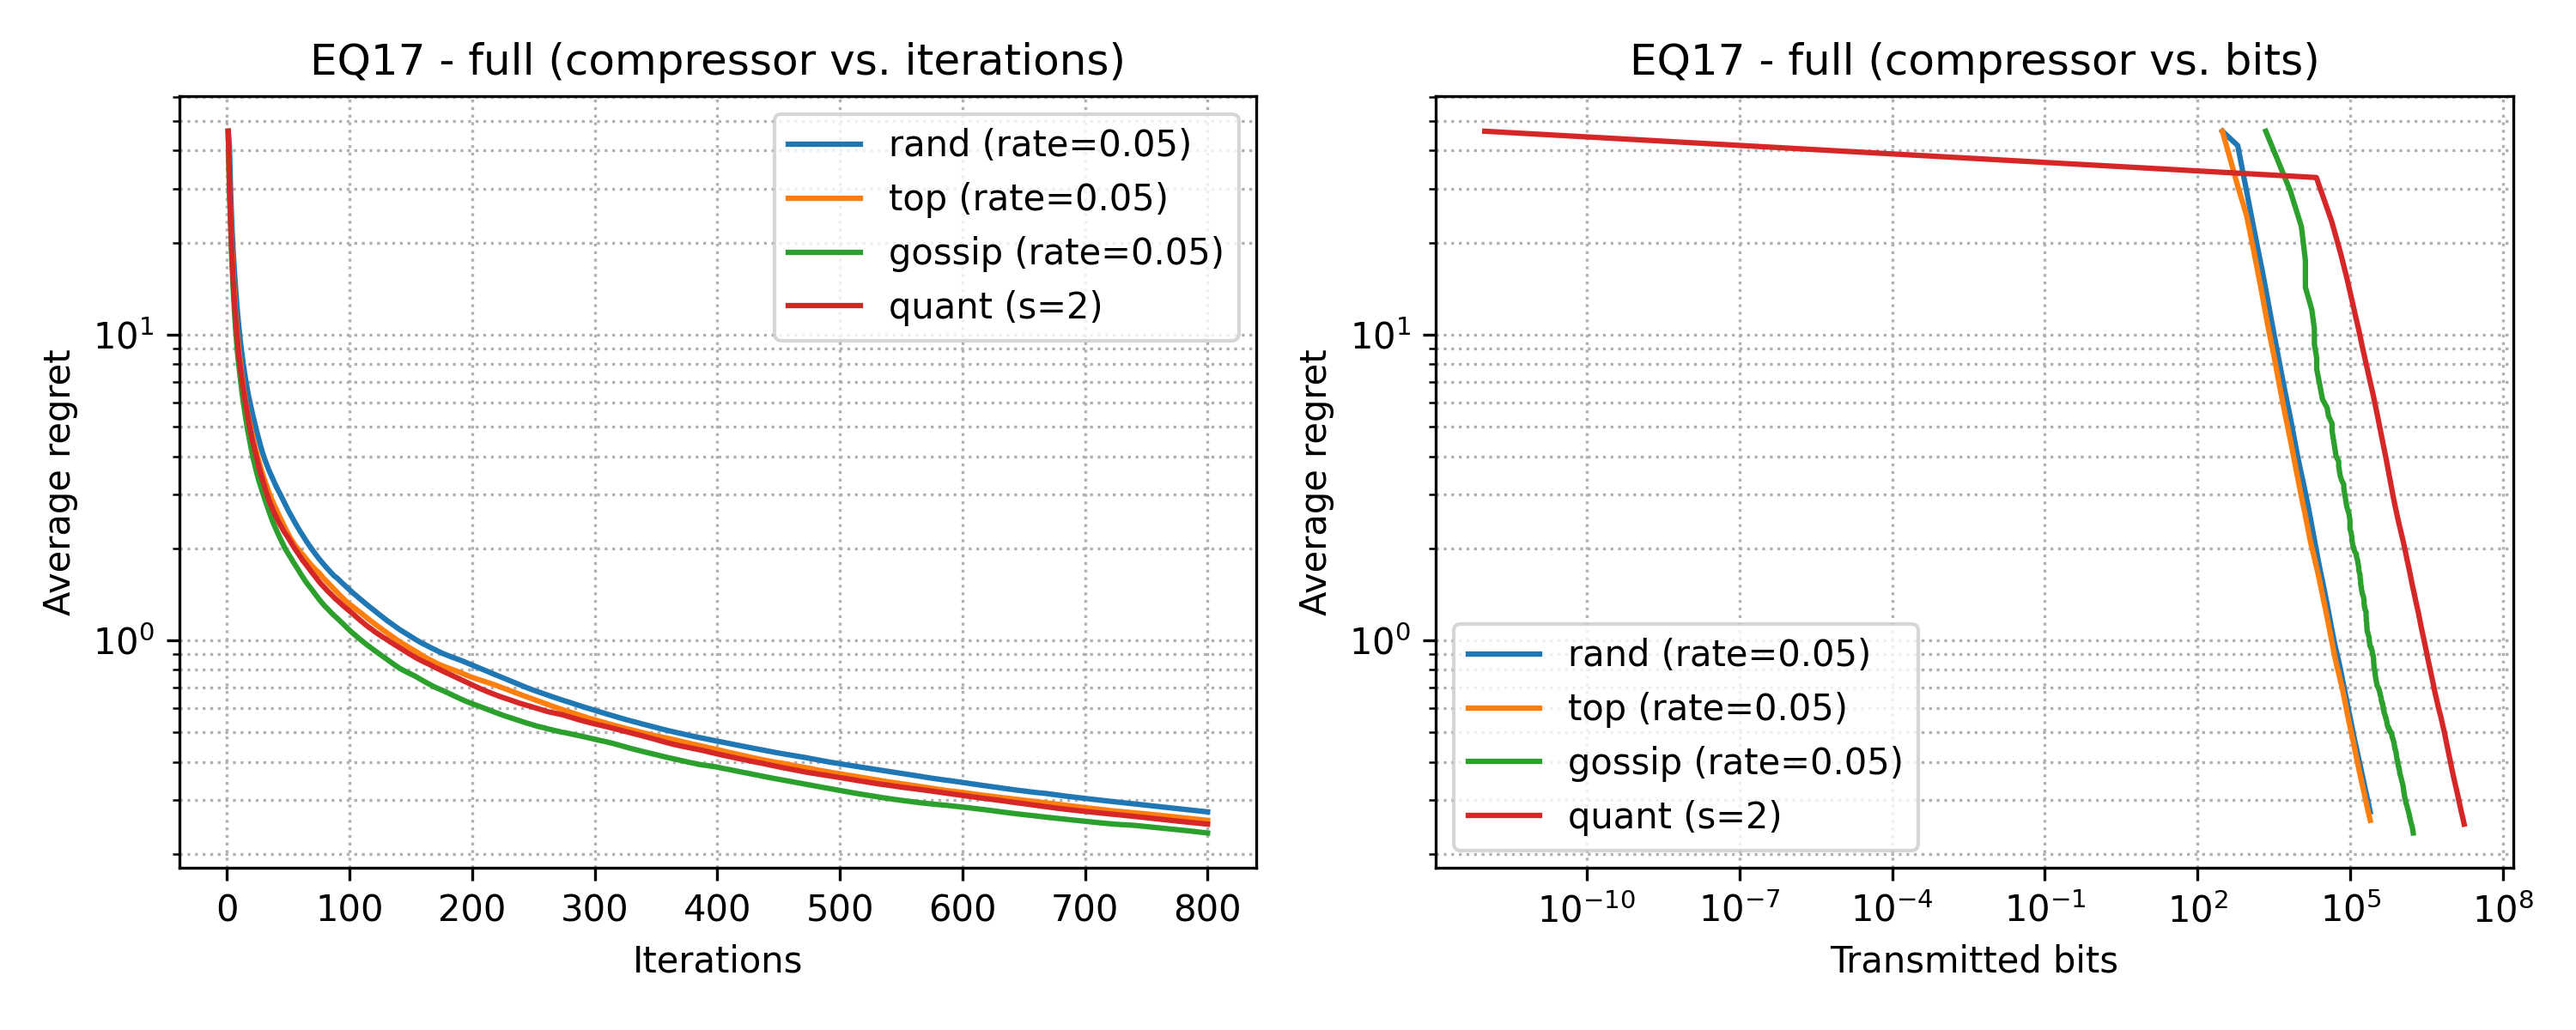 EQ17 - full (compressor vs. iterations)
Average regret
10¹
10⁰
rand (rate=0.05)
top (rate=0.05)
gossip (rate=0.05)
quant (s=2)
0 100 200 300 400 500 600 700 800
Iterations
EQ17 - full (compressor vs. bits)
Average regret
10¹
10⁰
rand (rate=0.05)
top (rate=0.05)
gossip (rate=0.05)
quant (s=2)
10⁻¹⁰ 10⁻⁷ 10⁻⁴ 10⁻¹ 10² 10⁵ 10⁸
Transmitted bits